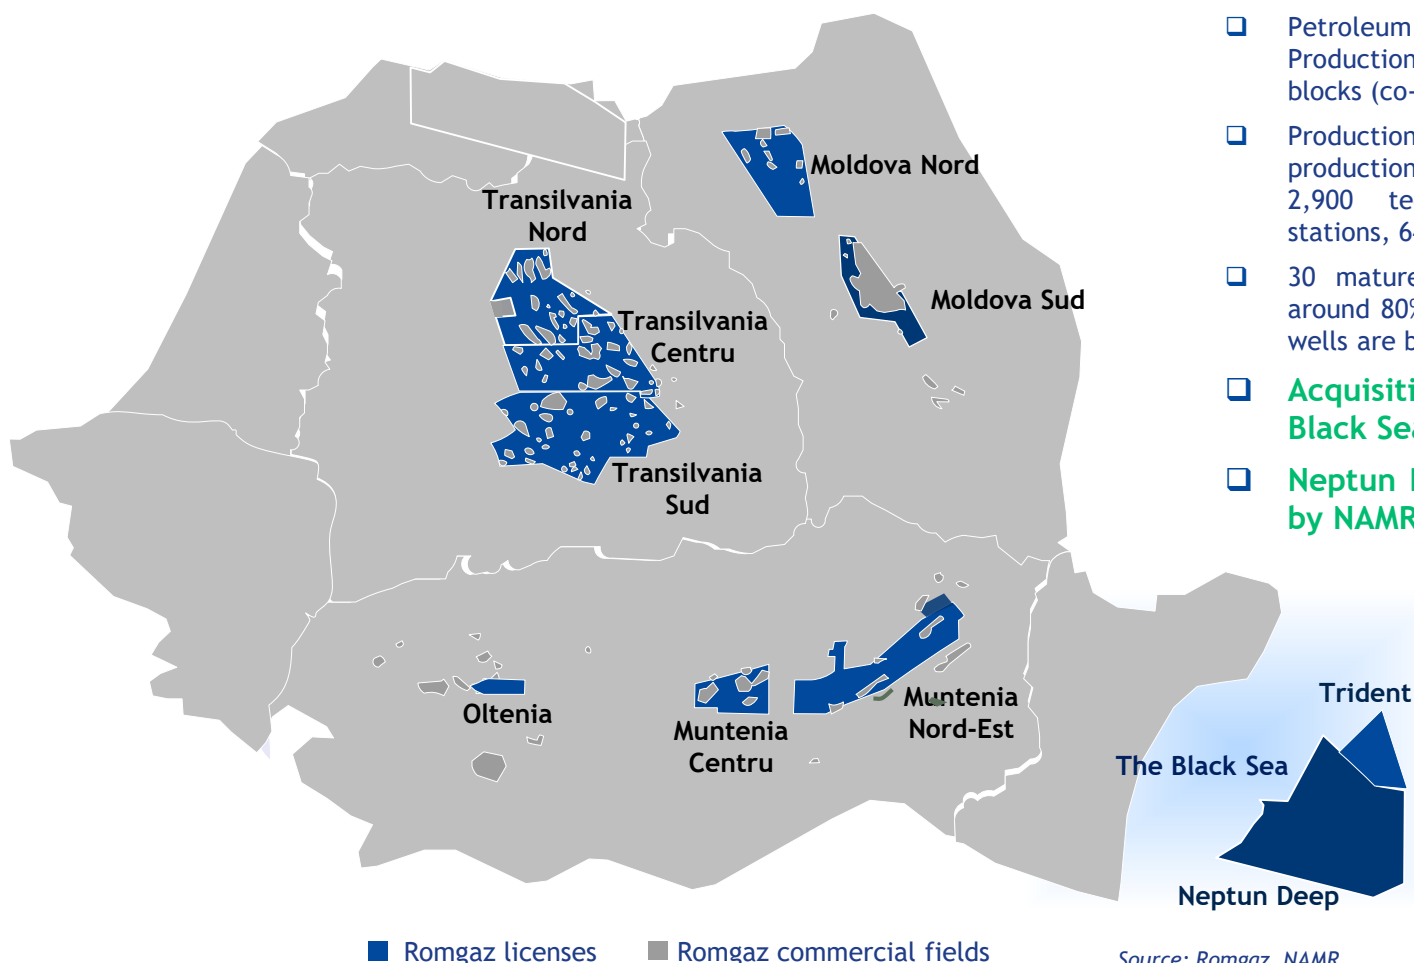 Petroleum
Production
blocks (co-
Production
production
2,900 te
stations, 6
30 mature
around 80%
wells are b
Acquisiti
Black Sea
Neptun
by NAMR
Moldova Nord
Transilvania
Nord
Moldova Sud
Transilvania
Centru
Transilvania
Sud
Oltenia
Muntenia
Centru
Muntenia
Nord-Est
Trident
The Black Sea
Neptun Deep
Romgaz licenses
Romgaz commercial fields
Source: Romgaz, NAMR